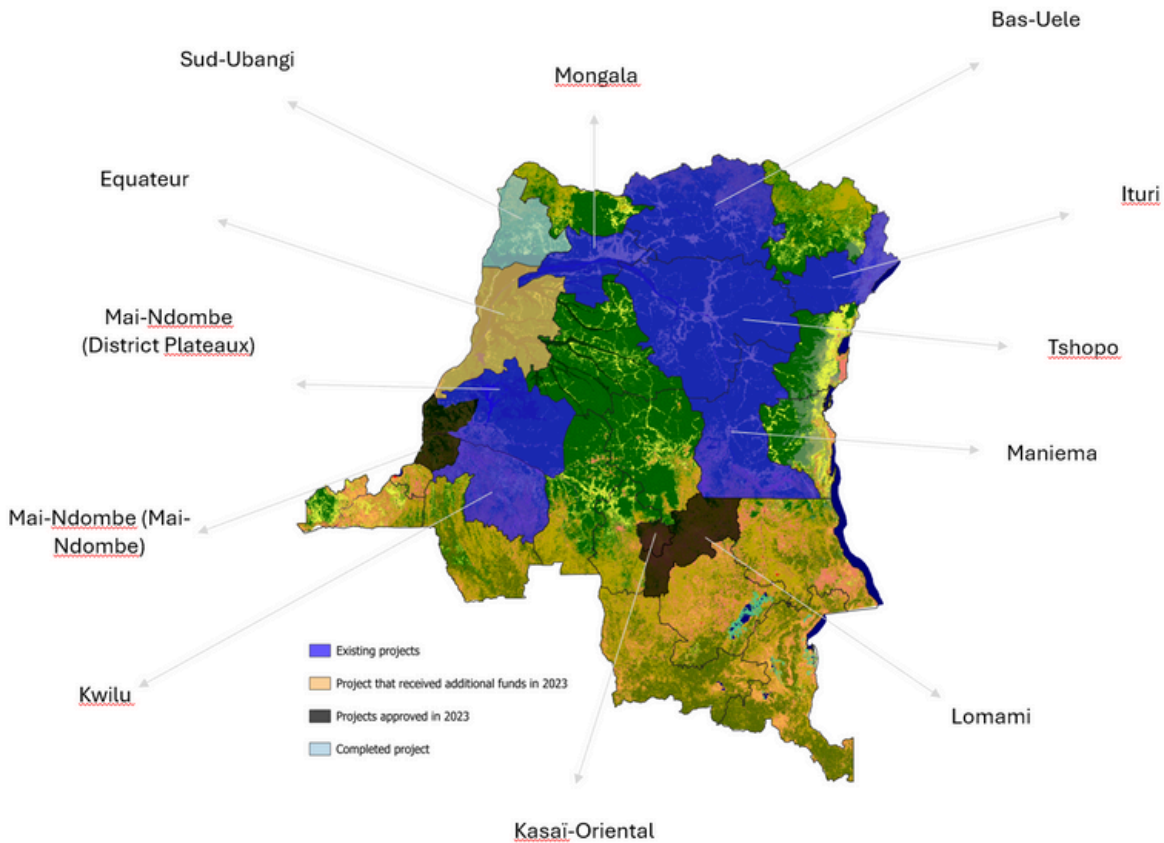 Bas-Uele
Sud-Ubangi
Mongala
Equateur
Ituri
Mai-Ndombe
(District Plateaux)
Tshopo
Maniema
Mai-Ndombe (Mai-
Ndombe)
Existing projects
Project that received additional funds in 2023
Projects approved in 2023
Completed project
Kwilu
Lomami
Kasaï-Oriental